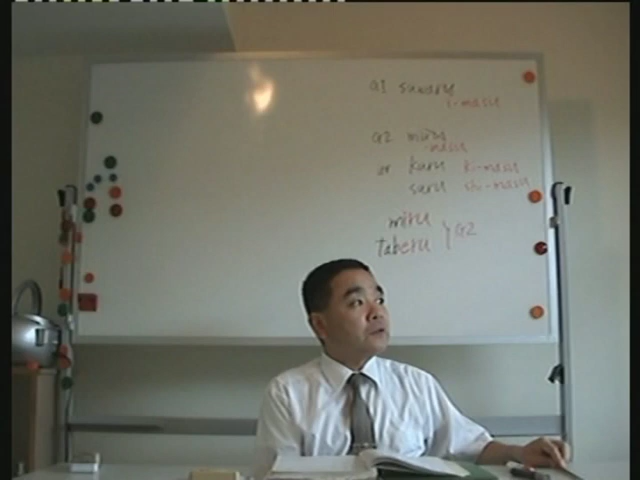 G1 suwaru
i-masu
G2 miru
masu
or kuru ki-masu
suru shi-masu
miru
taberu } G2